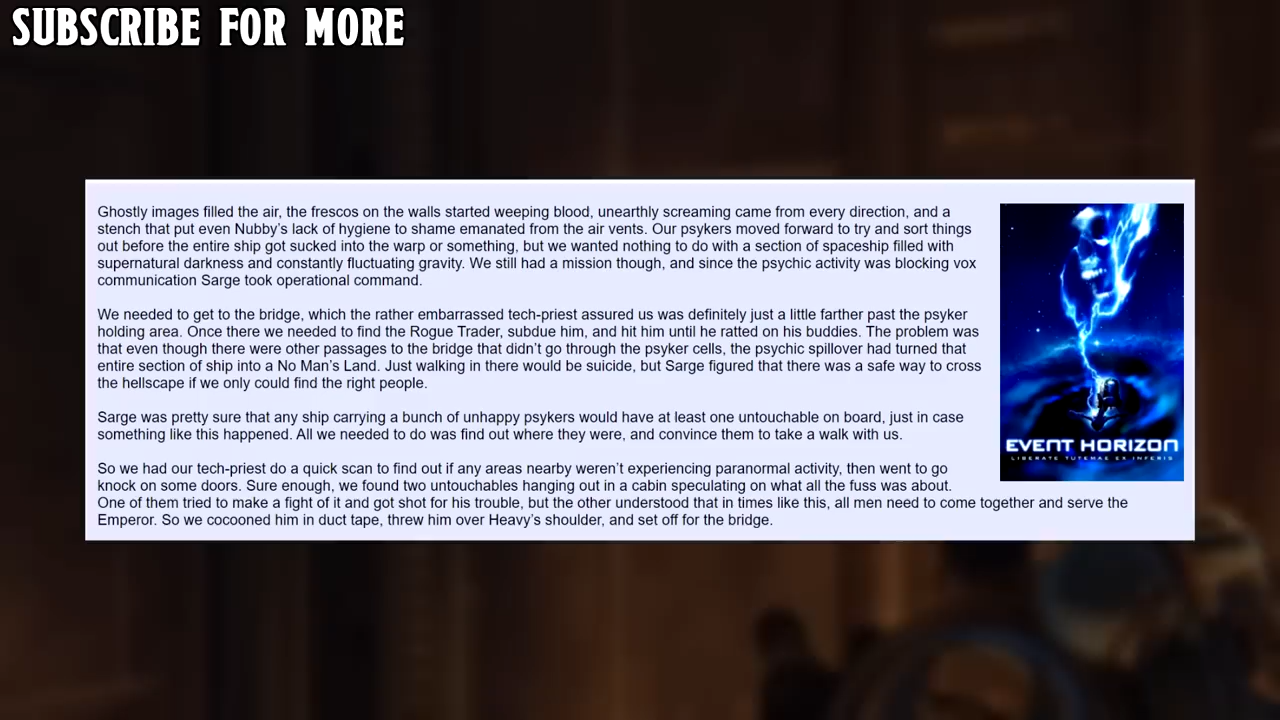 SUBSCRIBE FOR MORE
Ghostly images filled the air, the frescos on the walls started weeping blood, unearthly screaming came from every direction, and a
stench that put even Nubby's lack of hygiene to shame emanated from the air vents. Our psykers moved forward to try and sort things
out before the entire ship got sucked into the warp or something, but we wanted nothing to do with a section of spaceship filled with
supernatural darkness and constantly fluctuating gravity. We still had a mission though, and since the psychic activity was blocking vox
communication Sarge took operational command.
We needed to get to the bridge, which the rather embarrassed tech-priest assured us was definitely just a little farther past the psyker
holding area. Once there we needed to find the Rogue Trader, subdue him, and hit him until he ratted on his buddies. The problem was
that even though there were other passages to the bridge that didn't go through the psyker cells, the psychic spillover had turned that
entire section of ship into a No Man's Land. Just walking in there would be suicide, but Sarge figured that there was a safe way to cross
the hellscape if we only could find the right people.
Sarge was pretty sure that any ship carrying a bunch of unhappy psykers would have at least one untouchable on board, just in case
something like this happened. All we needed to do was find out where they were, and convince them to take a walk with us.
So we had our tech-priest do a quick scan to find out if any areas nearby weren't experiencing paranormal activity, then went to go
knock on some doors. Sure enough, we found two untouchables hanging out in a cabin speculating on what all the fuss was about.
One of them tried to make a fight of it and got shot for his trouble, but the other understood that in times like this, all men need to come together and serve the
Emperor. So we cocooned him in duct tape, threw him over Heavy's shoulder, and set off for the bridge.
EVENT HORIZON
LIBERATE TUTEMAE EX INFERIS